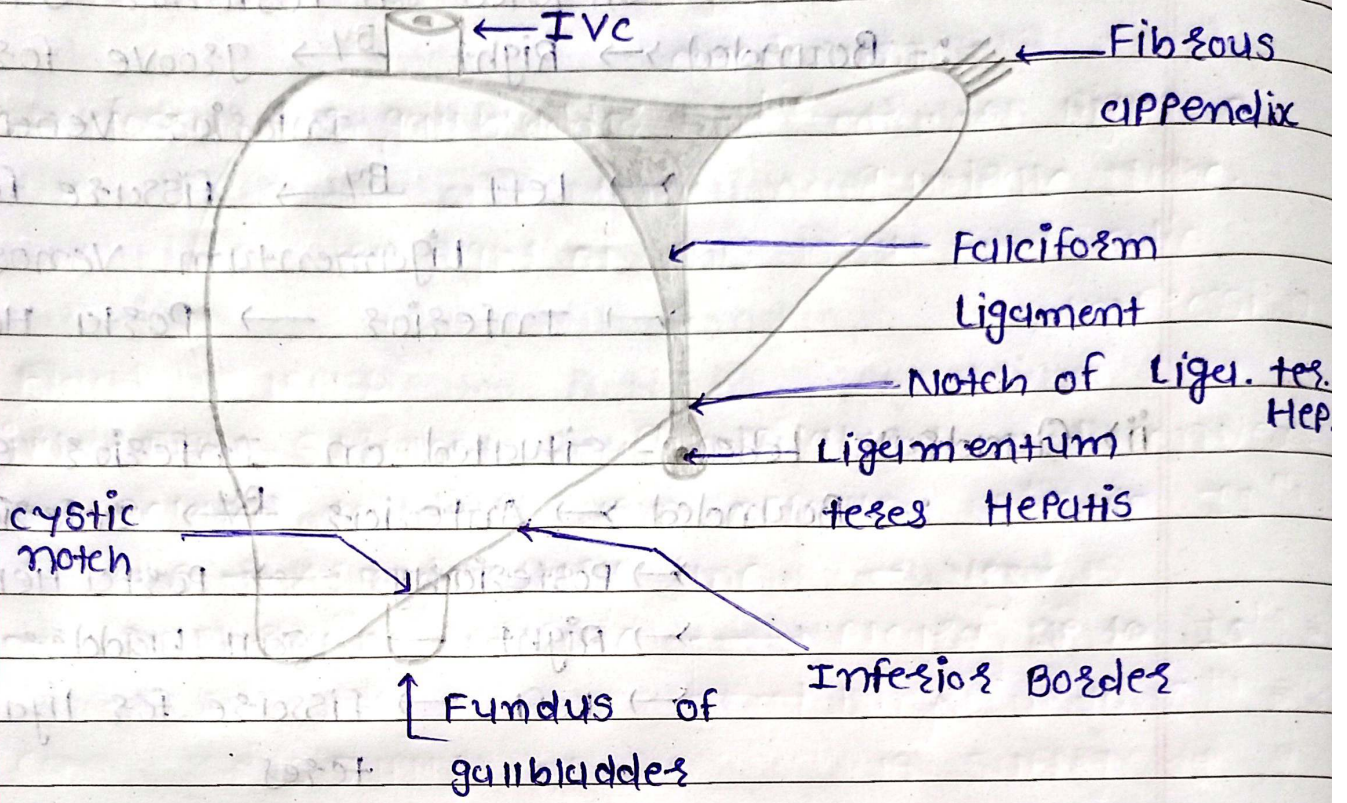 IVC
Fibrous
appendix
Falciform
Ligament
Notch of Liga. ter.
Hep.
Ligamentum
teres Hepatis
cystic
notch
Inferior Border
Fundus of
gallbladder